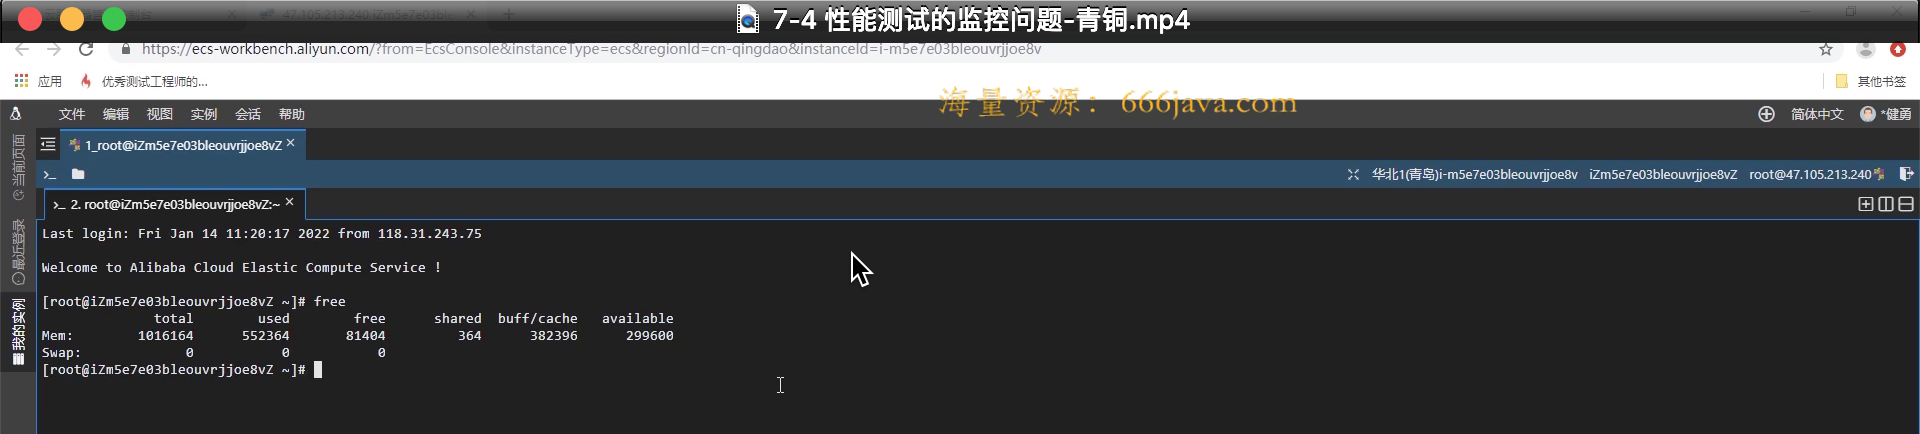 7-4 性能测试的监控问题-青铜.mp4
https://ecs-workbench.aliyun.com/?from=EcsConsole&instanceType=ecs&regionId=cn-qingdao&instanceId=i-m5e7e03bleouvrjjoe8v
应用 优秀测试工程师的... 其他书签
海量资源：666java.com
文件 编辑 视图 实例 会话 帮助 简体中文 *健勇
1_root@iZm5e7e03bleouvrjjoe8vZ
华北1(青岛)i-m5e7e03bleouvrjjoe8v iZm5e7e03bleouvrjjoe8vZ root@47.105.213.240
>_ 2. root@iZm5e7e03bleouvrjjoe8vZ:~
当前页面
最近登录
我的实例
Last login: Fri Jan 14 11:20:17 2022 from 118.31.243.75
Welcome to Alibaba Cloud Elastic Compute Service !
[root@iZm5e7e03bleouvrjjoe8vZ ~]# free
total used free shared buff/cache available
Mem: 1016164 552364 81404 364 382396 299600
Swap: 0 0 0
[root@iZm5e7e03bleouvrjjoe8vZ ~]#